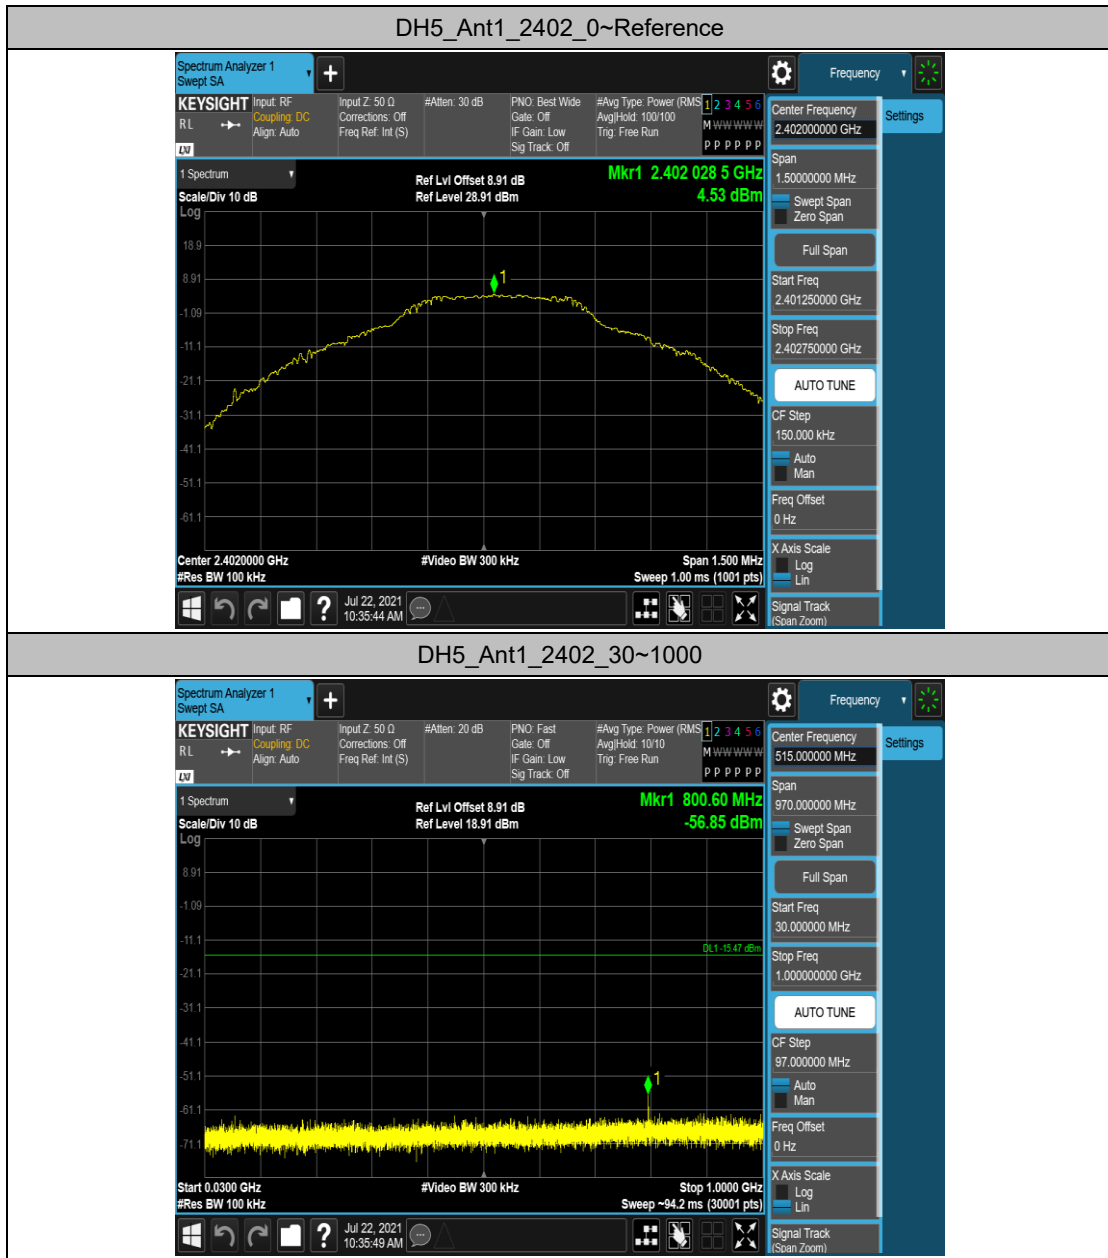 DH5_Ant1_2402_0~Reference
Spectrum Analyzer 1
Swept SA
+
Frequency
KEYSIGHT
RL
LXI
Input: RF
Coupling: DC
Align: Auto
Input Z: 50 Ω
Corrections: Off
Freq Ref: Int (S)
#Atten: 30 dB
PNO: Best Wide
Gate: Off
IF Gain: Low
Sig Track: Off
#Avg Type: Power (RMS
Avg|Hold: 100/100
Trig: Free Run
1 2 3 4 5 6
M W W W W W
P P P P P P
Center Frequency
2.402000000 GHz
Settings
Span
1.50000000 MHz
Swept Span
Zero Span
Full Span
Start Freq
2.401250000 GHz
Stop Freq
2.402750000 GHz
AUTO TUNE
CF Step
150.000 kHz
Auto
Man
Freq Offset
0 Hz
X Axis Scale
Log
Lin
Signal Track
(Span Zoom)
1 Spectrum
Scale/Div 10 dB
Log
Ref Lvl Offset 8.91 dB
Ref Level 28.91 dBm
Mkr1 2.402 028 5 GHz
4.53 dBm
1
18.9
8.91
-1.09
-11.1
-21.1
-31.1
-41.1
-51.1
-61.1
Center 2.4020000 GHz
#Res BW 100 kHz
#Video BW 300 kHz
Span 1.500 MHz
Sweep 1.00 ms (1001 pts)
?
Jul 22, 2021
10:35:44 AM
DH5_Ant1_2402_30~1000
Spectrum Analyzer 1
Swept SA
+
Frequency
KEYSIGHT
RL
LXI
Input: RF
Coupling: DC
Align: Auto
Input Z: 50 Ω
Corrections: Off
Freq Ref: Int (S)
#Atten: 20 dB
PNO: Fast
Gate: Off
IF Gain: Low
Sig Track: Off
#Avg Type: Power (RMS
Avg|Hold: 10/10
Trig: Free Run
1 2 3 4 5 6
M W W W W W
P P P P P P
Center Frequency
515.000000 MHz
Settings
Span
970.000000 MHz
Swept Span
Zero Span
Full Span
Start Freq
30.000000 MHz
Stop Freq
1.000000000 GHz
AUTO TUNE
CF Step
97.000000 MHz
Auto
Man
Freq Offset
0 Hz
X Axis Scale
Log
Lin
Signal Track
(Span Zoom)
1 Spectrum
Scale/Div 10 dB
Log
Ref Lvl Offset 8.91 dB
Ref Level 18.91 dBm
Mkr1 800.60 MHz
-56.85 dBm
8.91
-1.09
-11.1
DL1 -15.47 dBm
-21.1
-31.1
-41.1
-51.1
1
-61.1
-71.1
Start 0.0300 GHz
#Res BW 100 kHz
#Video BW 300 kHz
Stop 1.0000 GHz
Sweep ~94.2 ms (30001 pts)
?
Jul 22, 2021
10:35:49 AM